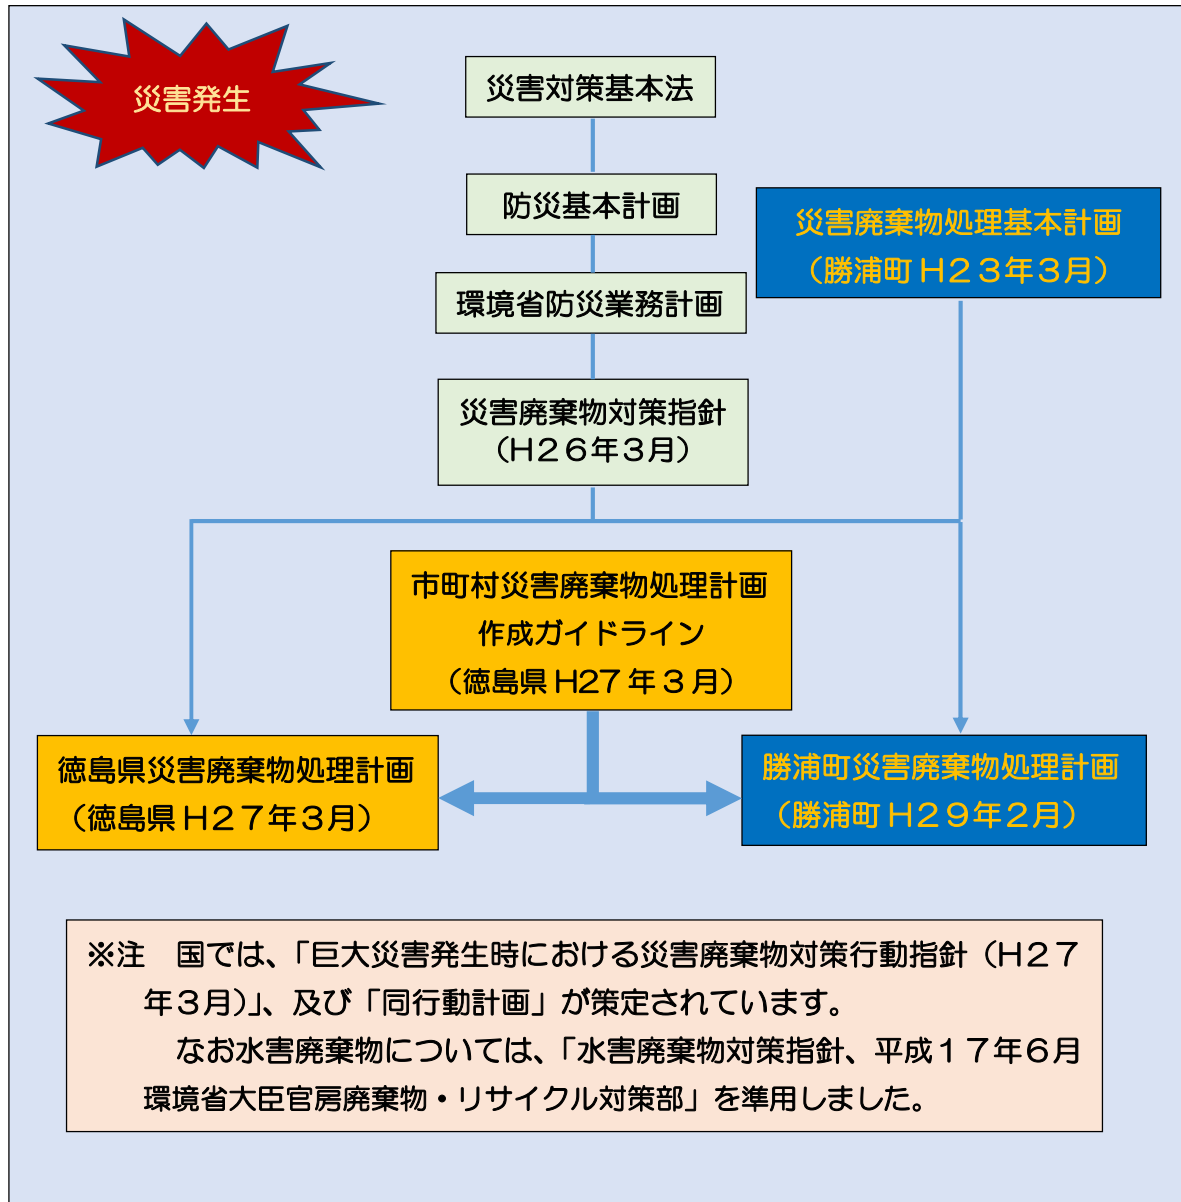 災害発生
災害対策基本法
防災基本計画
災害廃棄物処理基本計画
（勝浦町Ｈ２３年３月）
環境省防災業務計画
災害廃棄物対策指針
（Ｈ２６年３月）
市町村災害廃棄物処理計画
作成ガイドライン
（徳島県 H27 年 3 月）
徳島県災害廃棄物処理計画
（徳島県Ｈ２７年３月）
勝浦町災害廃棄物処理計画
（勝浦町Ｈ２９年２月）
※注　国では、「巨大災害発生時における災害廃棄物対策行動指針（Ｈ２７
年３月）」、及び「同行動計画」が策定されています。
なお水害廃棄物については、「水害廃棄物対策指針、平成１７年６月
環境省大臣官房廃棄物・リサイクル対策部」を準用しました。